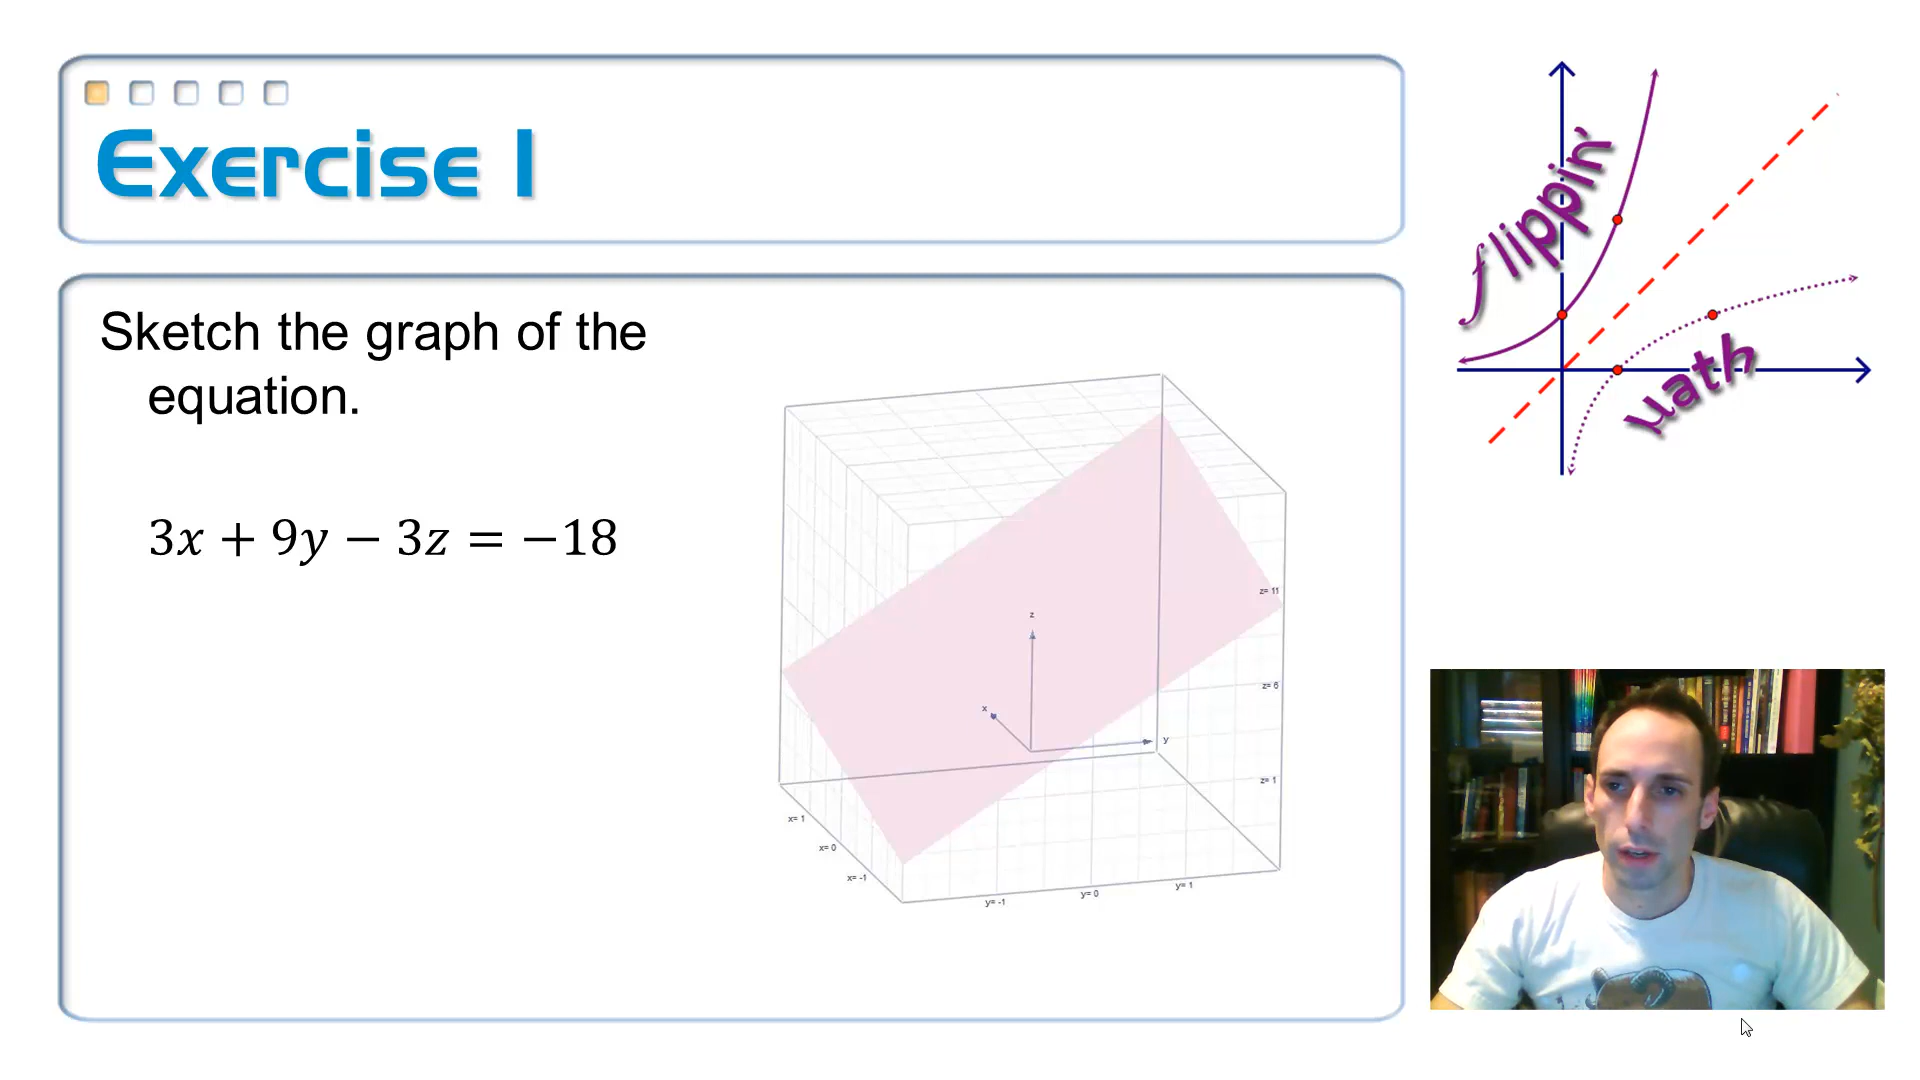 Exercise 1
Sketch the graph of the
equation.
3x + 9y − 3z = −18
flippin'
math
z
x
y
z= 11
z= 6
z= 1
x= 1
x= 0
x= -1
y= -1
y= 0
y= 1